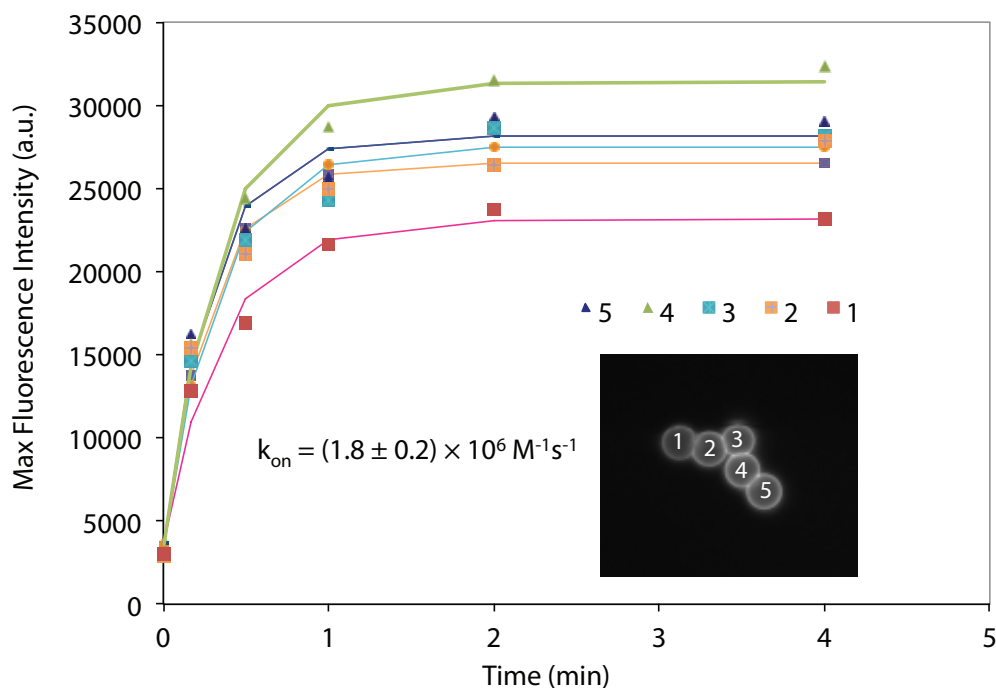 35000
30000
25000
20000
15000
10000
5000
0
Max Fluorescence Intensity (a.u.)
5 4 3 2 1
k_on = (1.8 ± 0.2) × 10⁶ M⁻¹s⁻¹
1 2 3
4
5
0 1 2 3 4 5
Time (min)